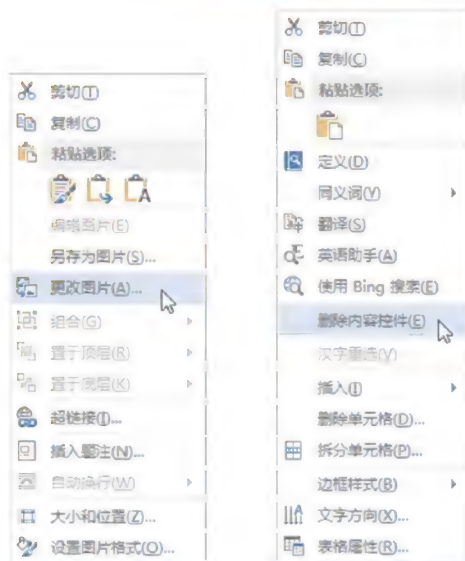 剪切(T)
复制(C)
粘贴选项:
编辑图片(E)
另存为图片(S)...
更改图片(A)...
组合(G)
置于顶层(R)
置于底层(K)
超链接(I)...
插入题注(N)...
自动换行(W)
大小和位置(Z)...
设置图片格式(O)...
剪切(T)
复制(C)
粘贴选项:
定义(D)
同义词(Y)
翻译(S)
英语助手(A)
使用 Bing 搜索(E)
删除内容控件(E)
汉字重选(V)
插入(I)
删除单元格(D)...
拆分单元格(P)...
边框样式(B)
文字方向(X)...
表格属性(R)...